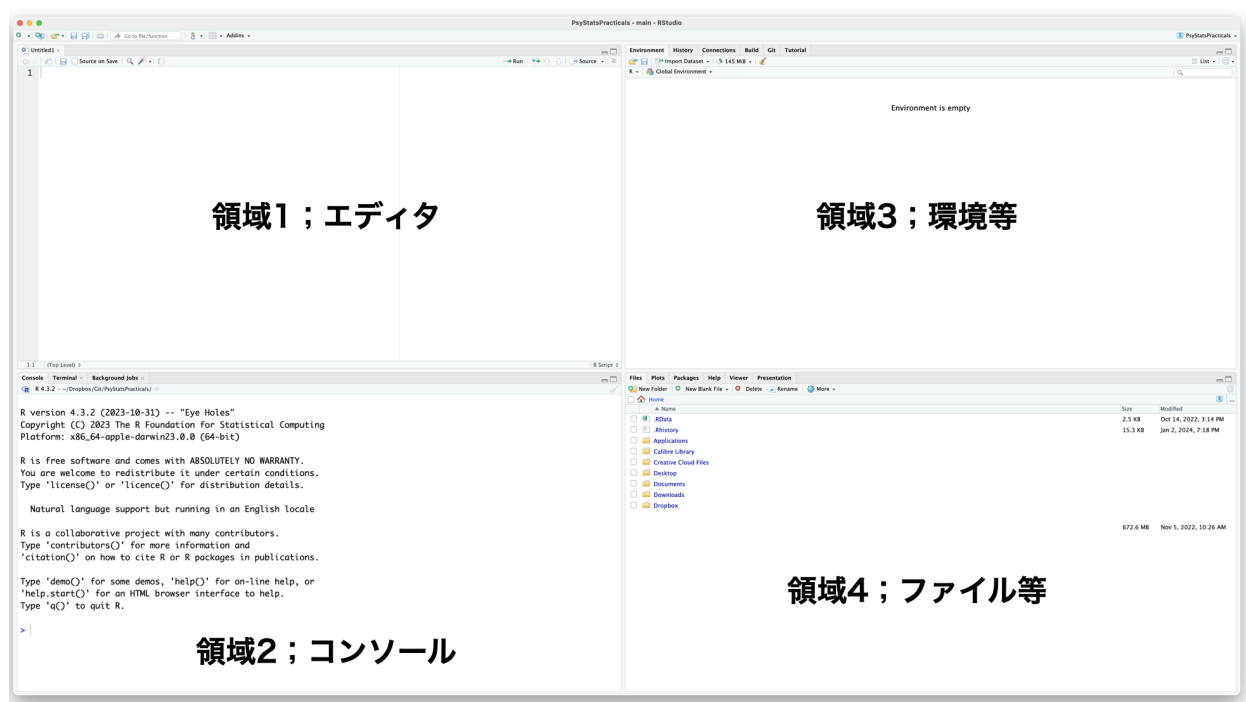 PsyStatsPracticals - main - RStudio
Go to file/function
Addins
PsyStatsPracticals
Untitled1
Source on Save
Run
Source
1
領域1；エディタ
1:1
(Top Level)
R Script
Environment History Connections Build Git Tutorial
Import Dataset
145 MiB
List
R
Global Environment
Environment is empty
領域3；環境等
Console Terminal Background Jobs
R 4.3.2 · ~/Dropbox/Git/PsyStatsPracticals/
R version 4.3.2 (2023-10-31) -- "Eye Holes"
Copyright (C) 2023 The R Foundation for Statistical Computing
Platform: x86_64-apple-darwin23.0.0 (64-bit)
R is free software and comes with ABSOLUTELY NO WARRANTY.
You are welcome to redistribute it under certain conditions.
Type 'license()' or 'licence()' for distribution details.
Natural language support but running in an English locale
R is a collaborative project with many contributors.
Type 'contributors()' for more information and
'citation()' on how to cite R or R packages in publications.
Type 'demo()' for some demos, 'help()' for on-line help, or
'help.start()' for an HTML browser interface to help.
Type 'q()' to quit R.
>
領域2；コンソール
Files Plots Packages Help Viewer Presentation
New Folder New Blank File Delete Rename More
Home
Name Size Modified
.RData 2.5 KB Oct 14, 2022, 3:14 PM
.Rhistory 15.3 KB Jan 2, 2024, 7:18 PM
Applications
Calibre Library
Creative Cloud Files
Desktop
Documents
Downloads
Dropbox
672.6 MB Nov 5, 2022, 10:26 AM
領域4；ファイル等